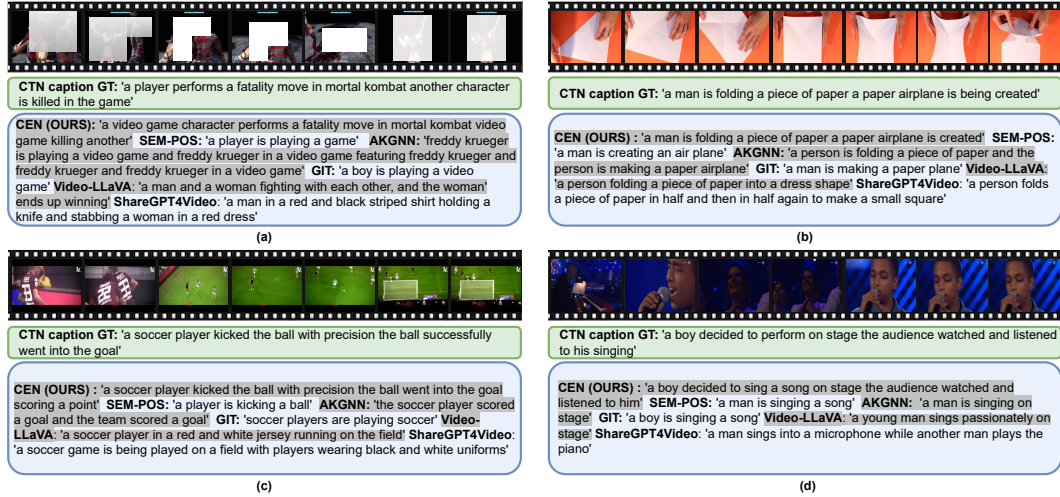 CTN caption GT: 'a player performs a fatality move in mortal kombat another character
is killed in the game'
CEN (OURS): 'a video game character performs a fatality move in mortal kombat video
game killing another' SEM-POS: 'a player is playing a game' AKGNN: 'freddy krueger
is playing a video game and freddy krueger in a video game featuring freddy krueger and
freddy krueger and freddy krueger in a video game' GIT: 'a boy is playing a video
game' Video-LLaVA: 'a man and a woman fighting with each other, and the woman'
ends up winning' ShareGPT4Video: 'a man in a red and black striped shirt holding a
knife and stabbing a woman in a red dress'
(a)
CTN caption GT: 'a man is folding a piece of paper a paper airplane is being created'
CEN (OURS) : 'a man is folding a piece of paper a paper airplane is created' SEM-POS:
'a man is creating an air plane' AKGNN: 'a person is folding a piece of paper and the
person is making a paper airplane' GIT: 'a man is making a paper plane' Video-LLaVA:
'a person folding a piece of paper into a dress shape' ShareGPT4Video: 'a person folds
a piece of paper in half and then in half again to make a small square'
(b)
CTN caption GT: 'a soccer player kicked the ball with precision the ball successfully
went into the goal'
CEN (OURS) : 'a soccer player kicked the ball with precision the ball went into the goal
scoring a point' SEM-POS: 'a player is kicking a ball' AKGNN: 'the soccer player scored
a goal and the team scored a goal' GIT: 'soccer players are playing soccer' Video-
LLaVA: 'a soccer player in a red and white jersey running on the field' ShareGPT4Video:
'a soccer game is being played on a field with players wearing black and white uniforms'
(c)
CTN caption GT: 'a boy decided to perform on stage the audience watched and listened
to his singing'
CEN (OURS) : 'a boy decided to sing a song on stage the audience watched and
listened to him' SEM-POS: 'a man is singing a song' AKGNN: 'a man is singing on
stage' GIT: 'a boy is singing a song' Video-LLaVA: 'a young man sings passionately on
stage' ShareGPT4Video: 'a man sings into a microphone while another man plays the
piano'
(d)